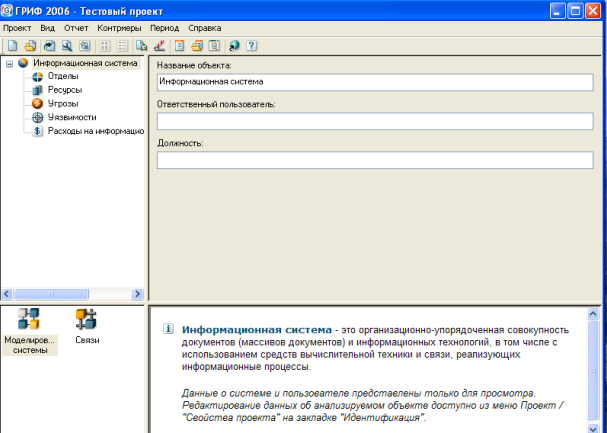 ГРИФ 2006 - Тестовый проект
Проект Вид Отчет Контрмеры Период Справка
Информационная система
Отделы
Ресурсы
Угрозы
Уязвимости
Расходы на информацио
Название объекта:
Информационная система
Ответственный пользователь:
Должность:
Моделиров...
системы
Связи
Информационная система - это организационно-упорядоченная совокупность
документов (массивов документов) и информационных технологий, в том числе с
использованием средств вычислительной техники и связи, реализующих
информационные процессы.
Данные о системе и пользователе представлены только для просмотра.
Редактирование данных об анализируемом объекте доступно из меню Проект /
"Свойства проекта" на закладке "Идентификация".